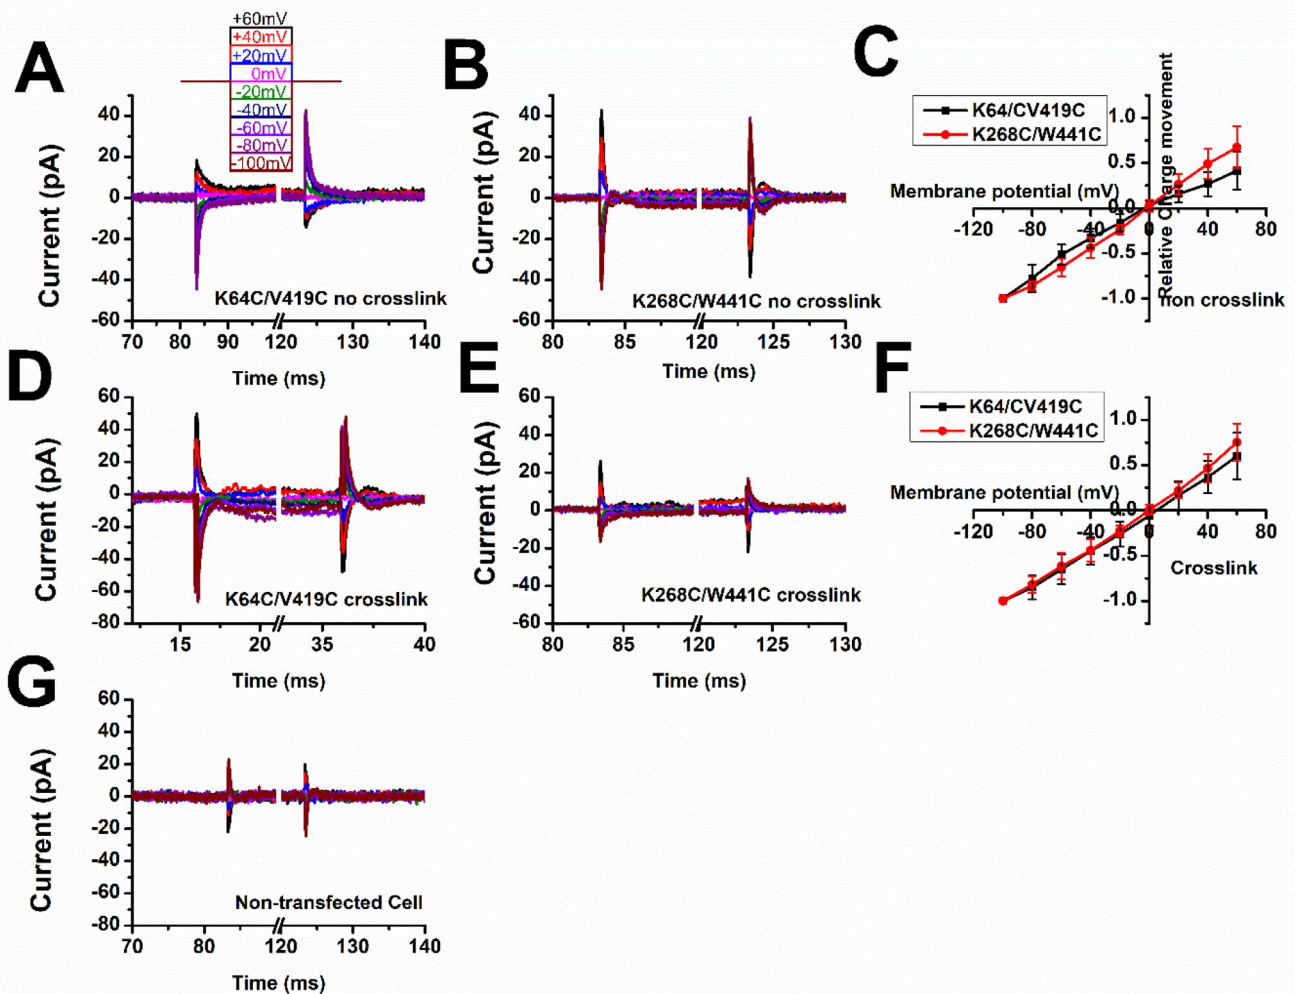 A
+60mV
+40mV
+20mV
0mV
-20mV
-40mV
-60mV
-80mV
-100mV
Current (pA)
40
20
0
-20
-40
-60
K64C/V419C no crosslink
70 80 90 120 130 140
Time (ms)
B
Current (pA)
40
20
0
-20
-40
-60
K268C/W441C no crosslink
80 85 120 125 130
Time (ms)
C
K64/CV419C
K268C/W441C
Relative Charge movement
Membrane potential (mV)
1.0
0.5
0.0
-0.5
-1.0
-120 -80 -40 0 40 80
non crosslink
D
Current (pA)
60
40
20
0
-20
-40
-60
-80
K64C/V419C crosslink
15 20 35 40
Time (ms)
E
Current (pA)
60
40
20
0
-20
-40
-60
K268C/W441C crosslink
80 85 120 125 130
Time (ms)
F
K64/CV419C
K268C/W441C
Membrane potential (mV)
1.0
0.5
0.0
-0.5
-1.0
-120 -80 -40 0 40 80
Crosslink
G
Current (pA)
60
40
20
0
-20
-40
-60
-80
Non-transfected Cell
70 80 120 130 140
Time (ms)